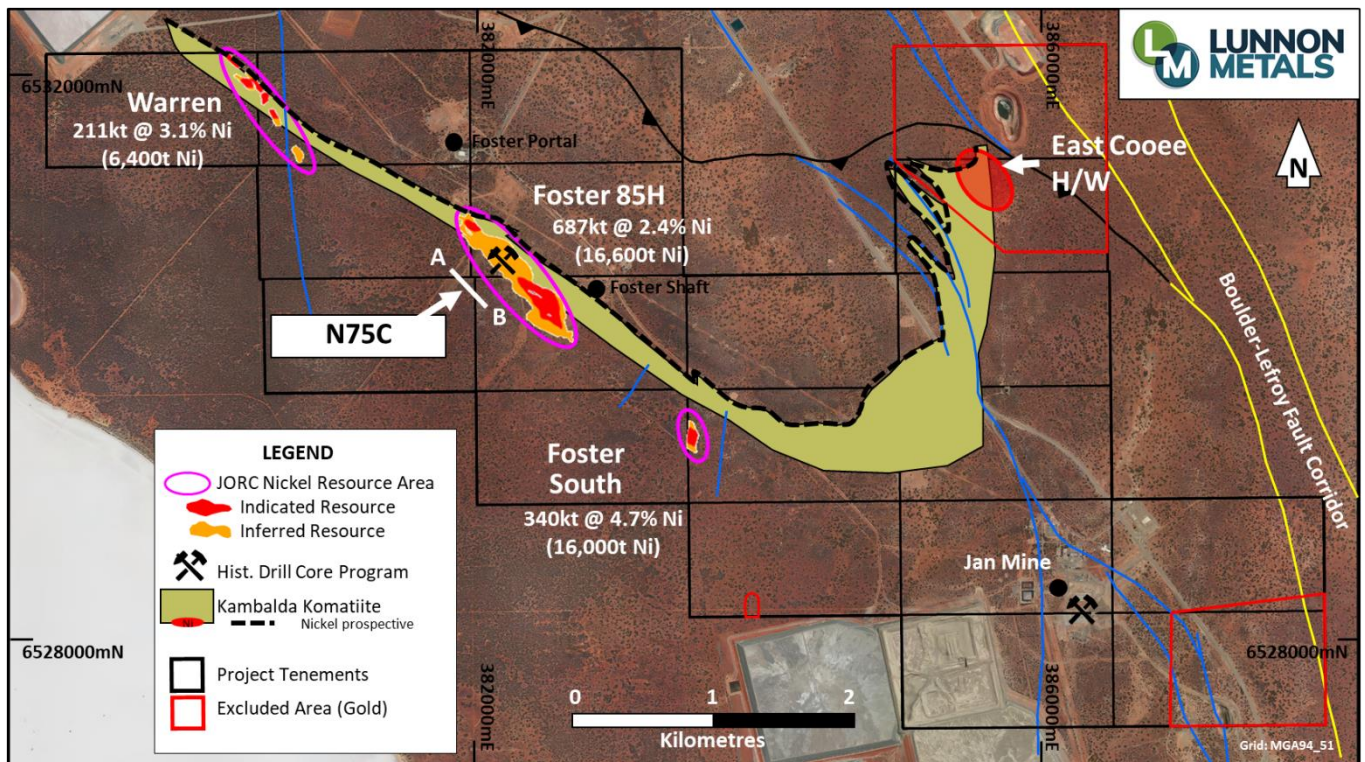 LUNNON
METALS
382000mE
386000mE
6532000mN
Warren
211kt @ 3.1% Ni
(6,400t Ni)
Foster Portal
East Cooee
H/W
N
Foster 85H
687kt @ 2.4% Ni
(16,600t Ni)
A
B
Foster Shaft
N75C
Boulder-Lefroy Fault Corridor
Foster
South
340kt @ 4.7% Ni
(16,000t Ni)
Jan Mine
LEGEND
JORC Nickel Resource Area
Indicated Resource
Inferred Resource
Hist. Drill Core Program
Kambalda Komatiite
Ni
Nickel prospective
Project Tenements
Excluded Area (Gold)
6528000mN
6528000mN
382000mE
386000mE
0 1 2
Kilometres
Grid: MGA94_51